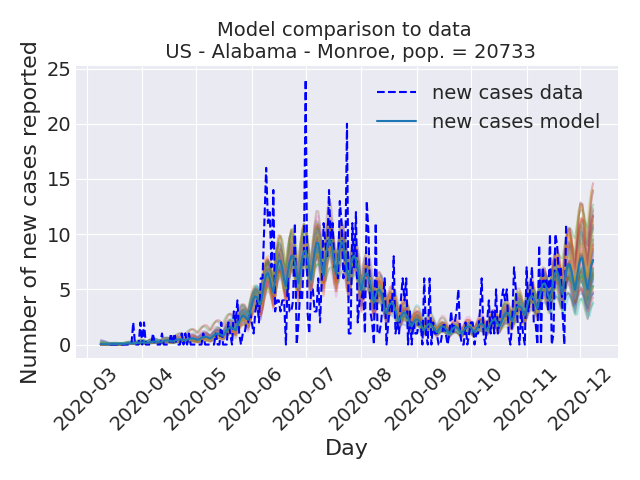 Model comparison to data
US - Alabama - Monroe, pop. = 20733
Number of new cases reported
25
20
15
10
5
0
new cases data
new cases model
2020-03
2020-04
2020-05
2020-06
2020-07
2020-08
2020-09
2020-10
2020-11
2020-12
Day